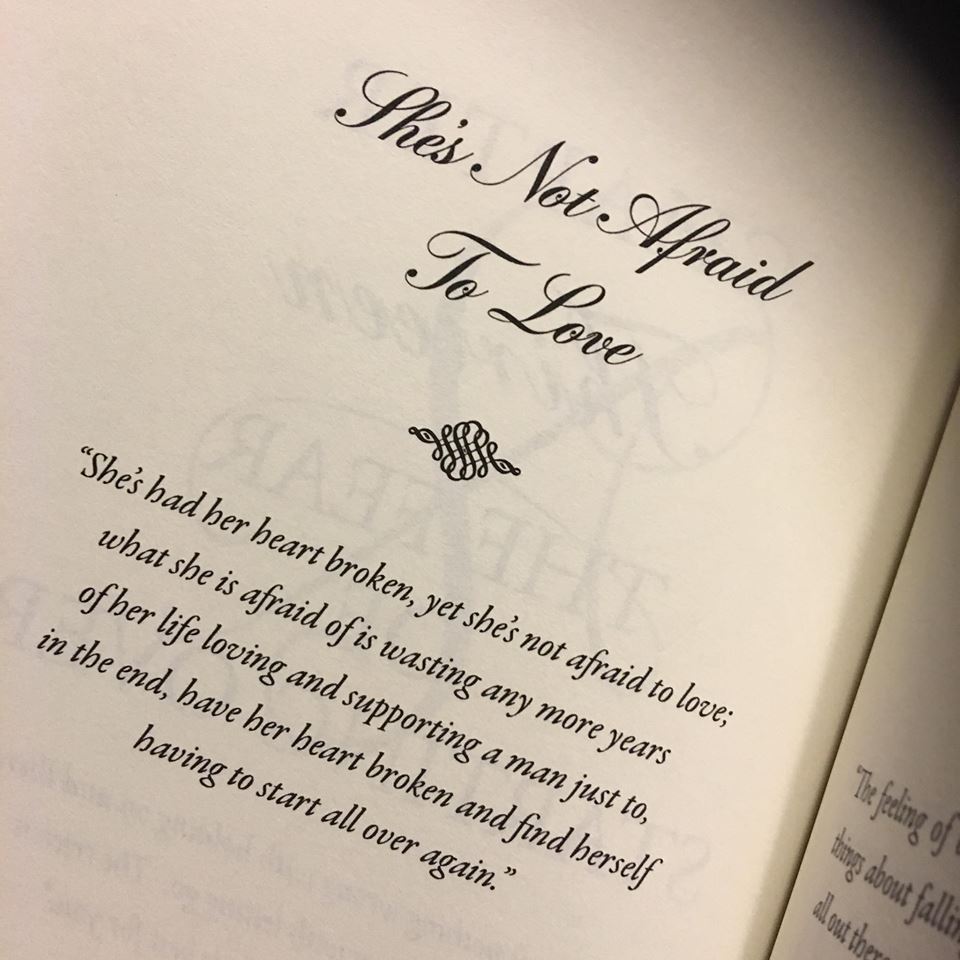 She's Not Afraid
To Love
"She's had her heart broken, yet she's not afraid to love;
what she is afraid of is wasting any more years
of her life loving and supporting a man just to,
in the end, have her heart broken and find herself
having to start all over again."
"The feeling of
things about
all out there